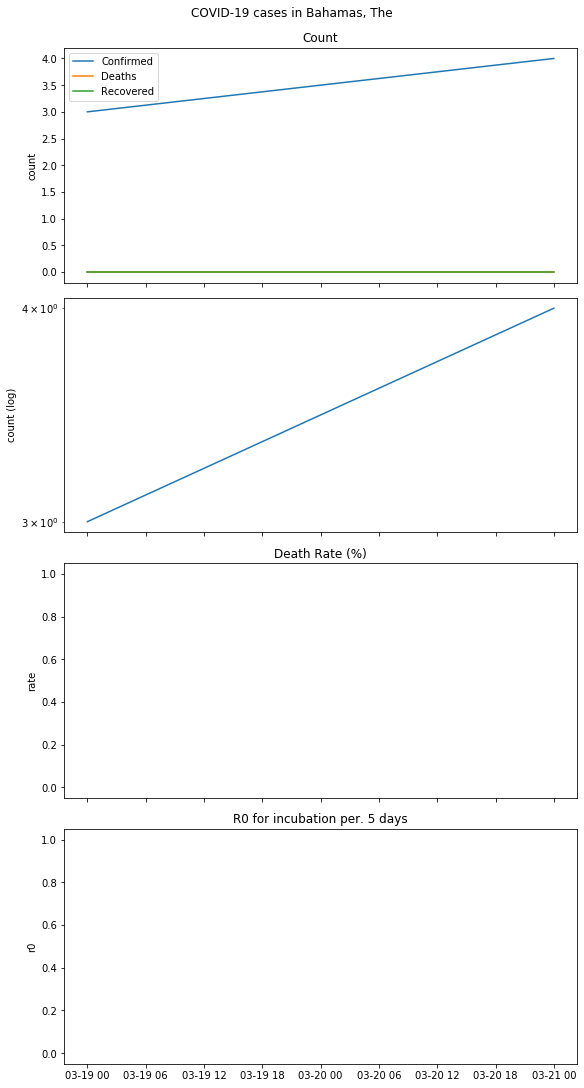 COVID-19 cases in Bahamas, The
Count
Confirmed
Deaths
Recovered
4.0
3.5
3.0
2.5
2.0
1.5
1.0
0.5
0.0
count
4 × 10⁰
3 × 10⁰
count (log)
Death Rate (%)
1.0
0.8
0.6
0.4
0.2
0.0
rate
R0 for incubation per. 5 days
1.0
0.8
0.6
0.4
0.2
0.0
r0
03-19 00 03-19 06 03-19 12 03-19 18 03-20 00 03-20 06 03-20 12 03-20 18 03-21 00